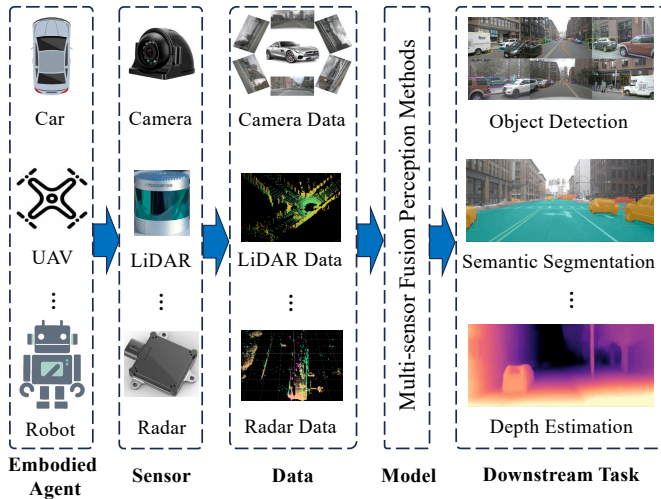 Car
UAV
...
Robot
Embodied
Agent
Camera
LiDAR
...
Radar
Sensor
Camera Data
LiDAR Data
...
Radar Data
Data
Multi-sensor Fusion Perception Methods
Model
Object Detection
Semantic Segmentation
...
Depth Estimation
Downstream Task